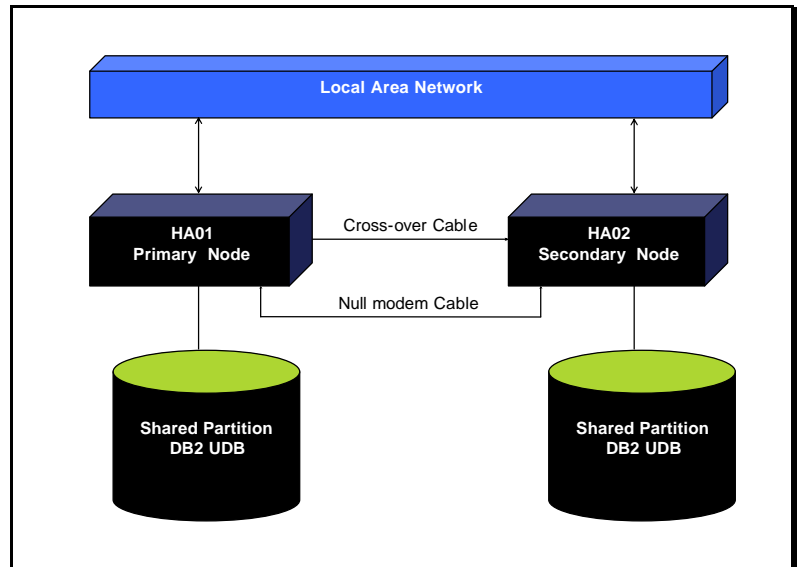 Local Area Network
HA01
Primary Node
Cross-over Cable
HA02
Secondary Node
Null modem Cable
Shared Partition
DB2 UDB
Shared Partition
DB2 UDB